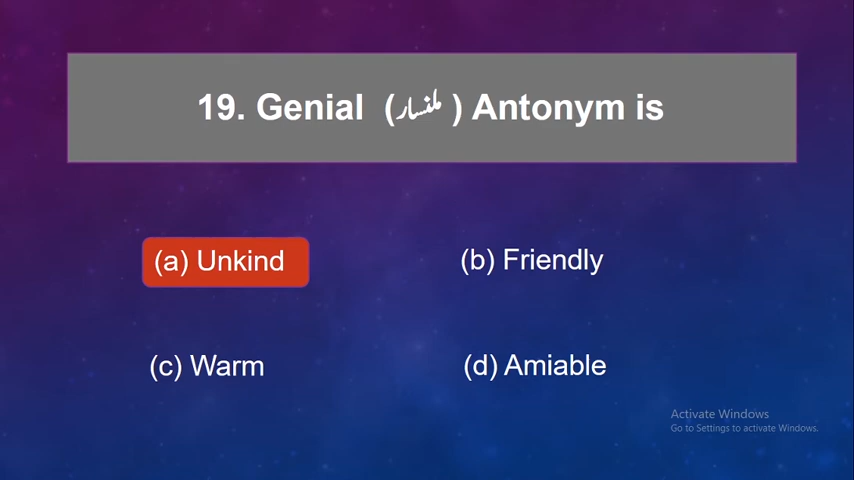 19. Genial (ملنسار) Antonym is
(a) Unkind
(b) Friendly
(c) Warm
(d) Amiable
Activate Windows
Go to Settings to activate Windows.